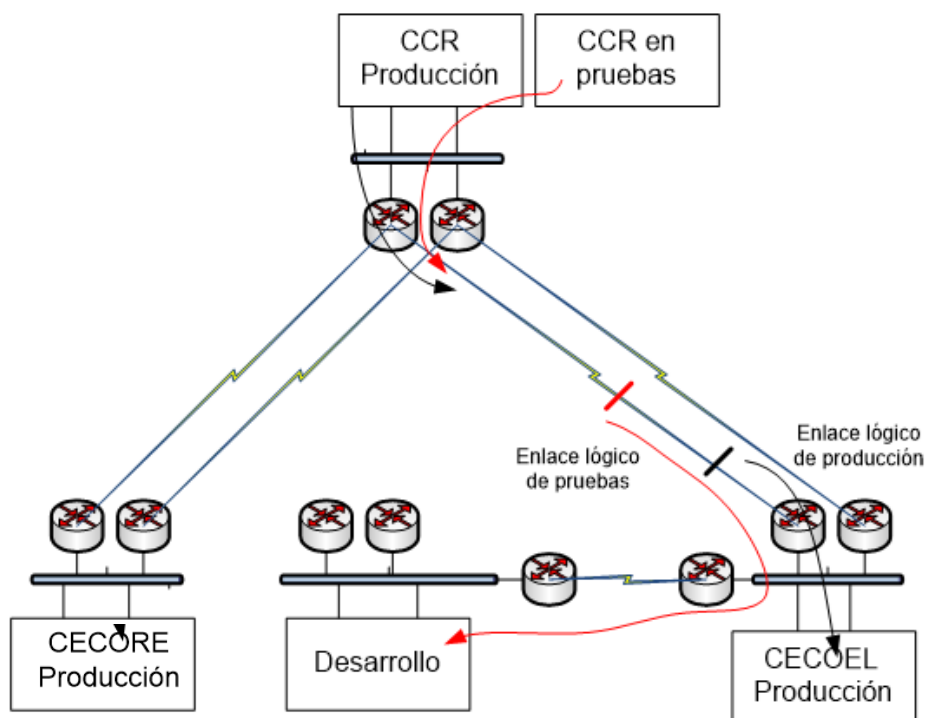 CCR
Producción
CCR en
pruebas
Enlace lógico
de pruebas
Enlace lógico
de producción
CECORE
Producción
Desarrollo
CECOEL
Producción